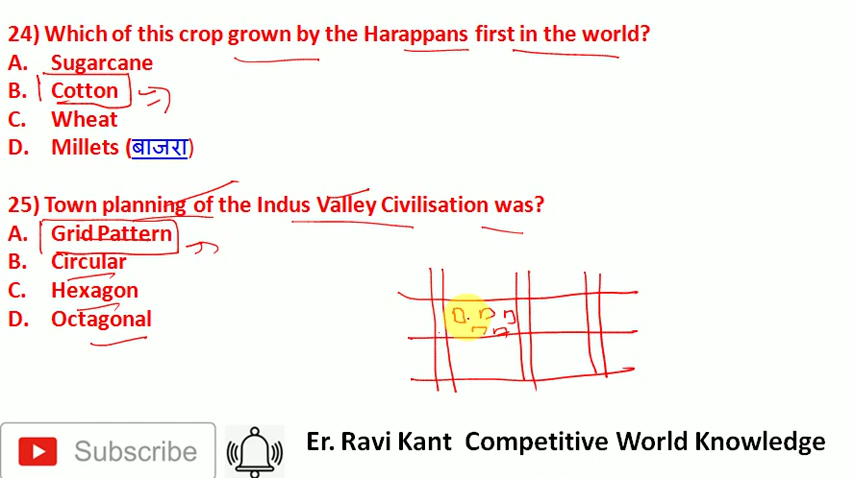 24) Which of this crop grown by the Harappans first in the world?
A. Sugarcane
B. Cotton
C. Wheat
D. Millets (बाजरा)
25) Town planning of the Indus Valley Civilisation was?
A. Grid Pattern
B. Circular
C. Hexagon
D. Octagonal
Subscribe
Er. Ravi Kant Competitive World Knowledge